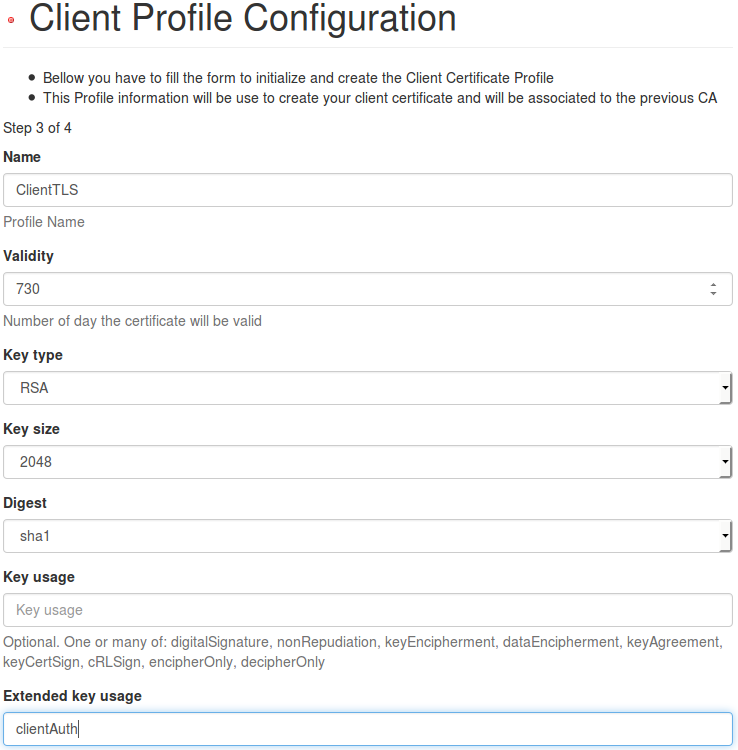 Client Profile Configuration
Bellow you have to fill the form to initialize and create the Client Certificate Profile
This Profile information will be use to create your client certificate and will be associated to the previous CA
Step 3 of 4
Name
ClientTLS
Profile Name
Validity
730
Number of day the certificate will be valid
Key type
RSA
Key size
2048
Digest
sha1
Key usage
Key usage
Optional. One or many of: digitalSignature, nonRepudiation, keyEncipherment, dataEncipherment, keyAgreement,
keyCertSign, cRLSign, encipherOnly, decipherOnly
Extended key usage
clientAuth